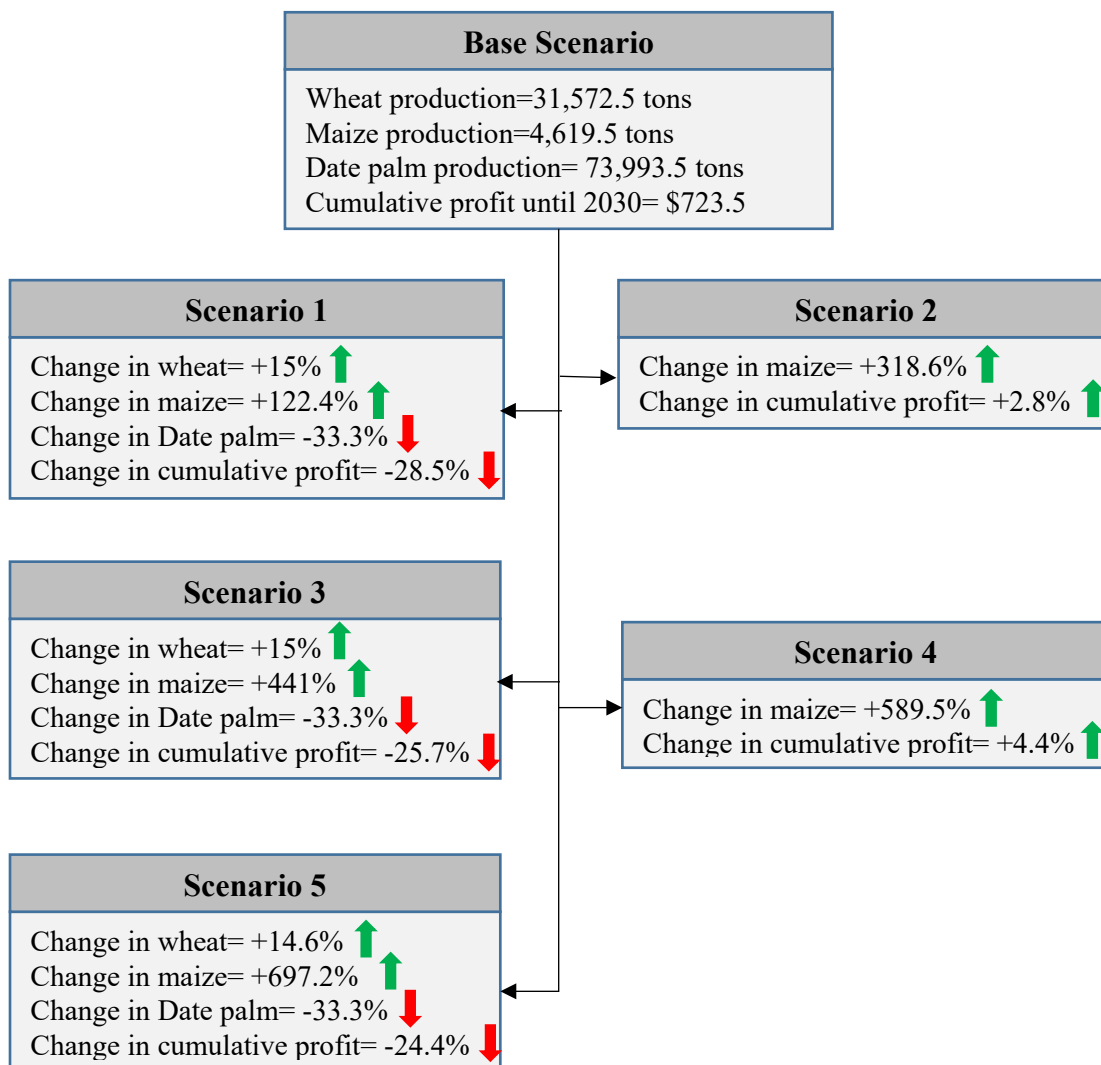 Base Scenario
Wheat production=31,572.5 tons
Maize production=4,619.5 tons
Date palm production= 73,993.5 tons
Cumulative profit until 2030= $723.5
Scenario 1
Change in wheat= +15%
Change in maize= +122.4%
Change in Date palm= -33.3%
Change in cumulative profit= -28.5%
Scenario 2
Change in maize= +318.6%
Change in cumulative profit= +2.8%
Scenario 3
Change in wheat= +15%
Change in maize= +441%
Change in Date palm= -33.3%
Change in cumulative profit= -25.7%
Scenario 4
Change in maize= +589.5%
Change in cumulative profit= +4.4%
Scenario 5
Change in wheat= +14.6%
Change in maize= +697.2%
Change in Date palm= -33.3%
Change in cumulative profit= -24.4%